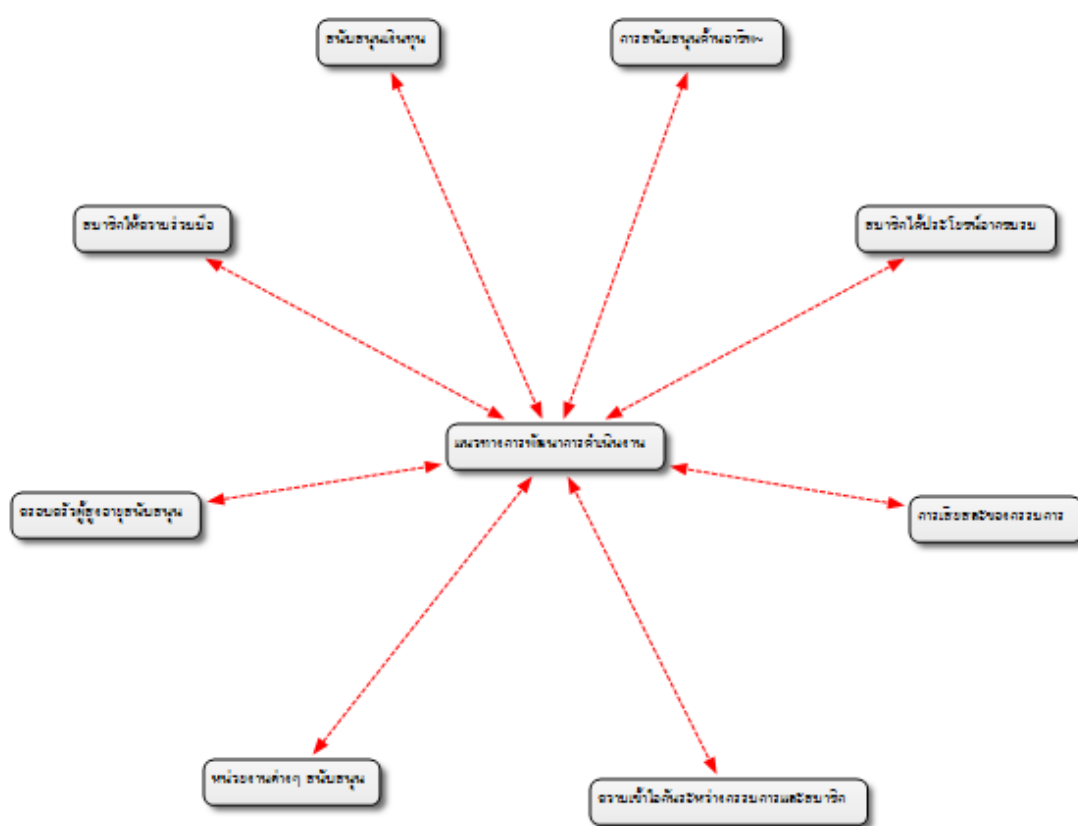 สนับสนุนเงินทุน
การสนับสนุนด้านอาชีพ~
สมาชิกให้ความร่วมมือ
สมาชิกได้ประโยชน์จากชมรม
แนวทางการพัฒนาการดำเนินงาน
ครอบครัวผู้สูงอายุสนับสนุน
การเสียสละของกรรมการ
หน่วยงานต่างๆ สนับสนุน
ความเข้าใจกันระหว่างกรรมการและสมาชิก